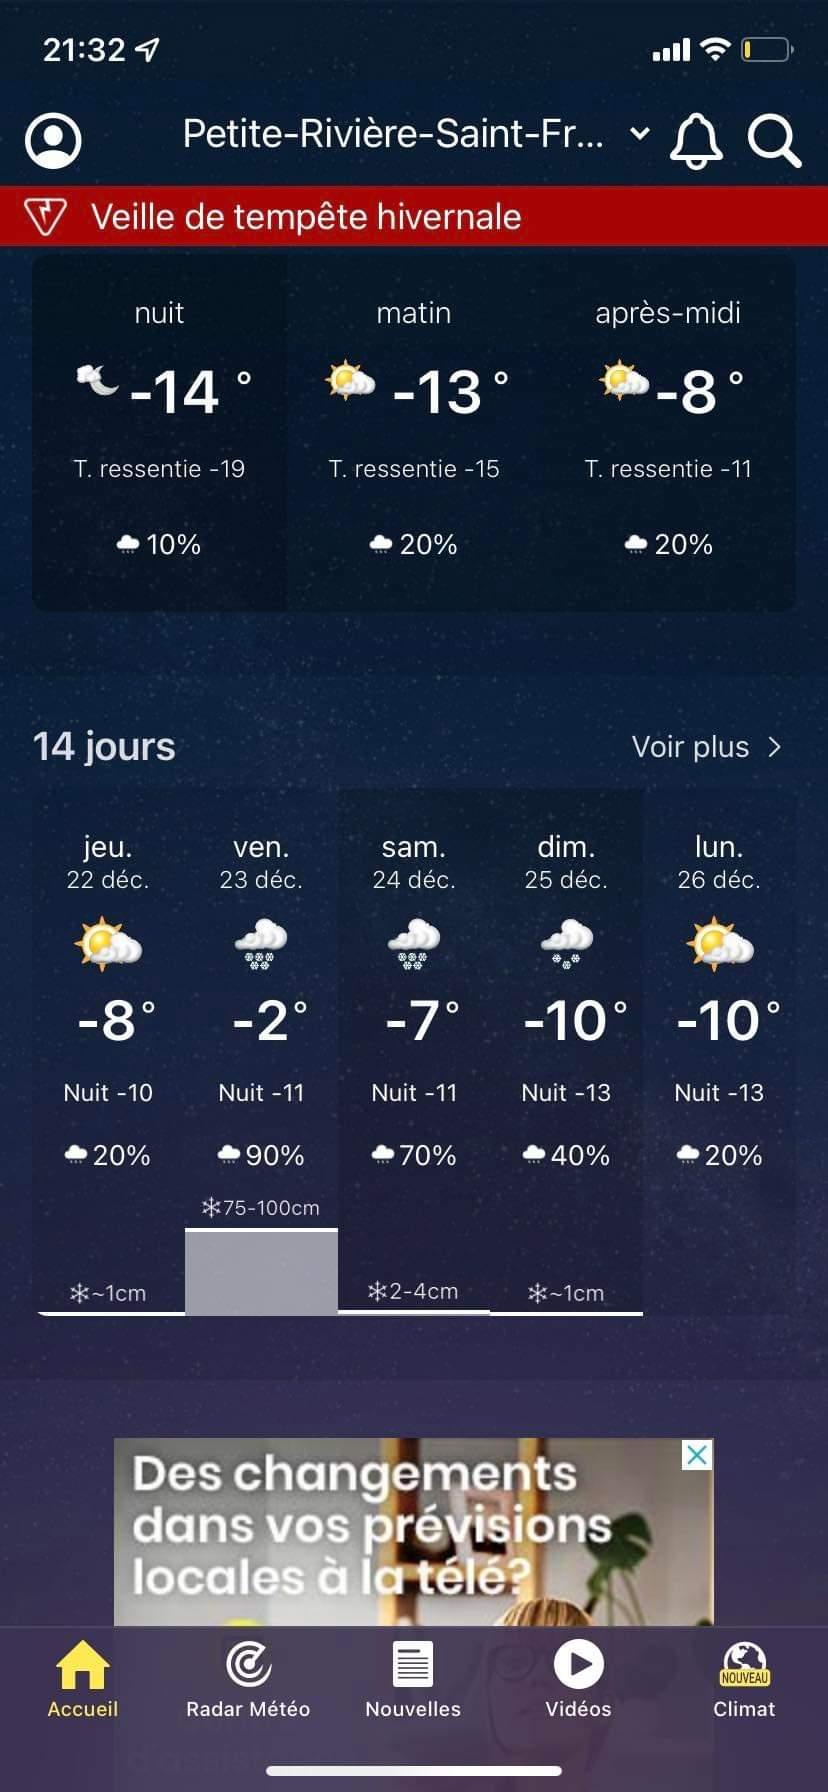 21:32
Petite-Rivière-Saint-Fr...
Veille de tempête hivernale
nuit matin après-midi
-14° -13° -8°
T. ressentie -19 T. ressentie -15 T. ressentie -11
10% 20% 20%
14 jours Voir plus >
jeu. ven. sam. dim. lun.
22 déc. 23 déc. 24 déc. 25 déc. 26 déc.
-8° -2° -7° -10° -10°
Nuit -10 Nuit -11 Nuit -11 Nuit -13 Nuit -13
20% 90% 70% 40% 20%
75-100cm
~1cm 2-4cm ~1cm
Des changements
dans vos prévisions
locales à la télé?
NOUVEAU
Accueil Radar Météo Nouvelles Vidéos Climat